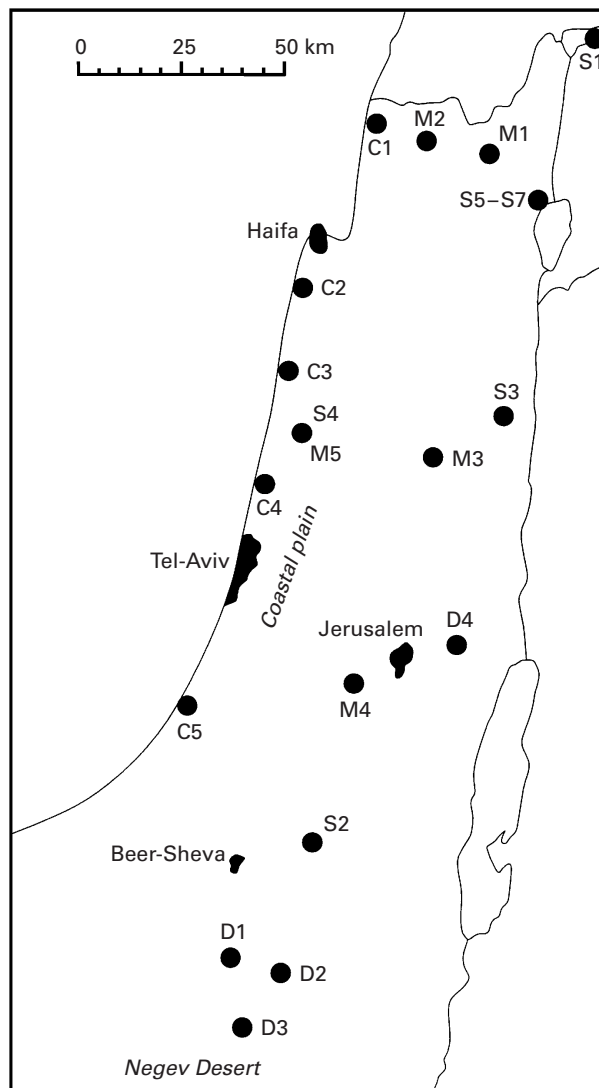 0 25 50 km
S1
M2
M1
C1
S5–S7
Haifa
C2
C3
S3
S4
M5
M3
C4
Tel-Aviv
Coastal plain
Jerusalem
D4
M4
C5
S2
Beer-Sheva
D1
D2
D3
Negev Desert